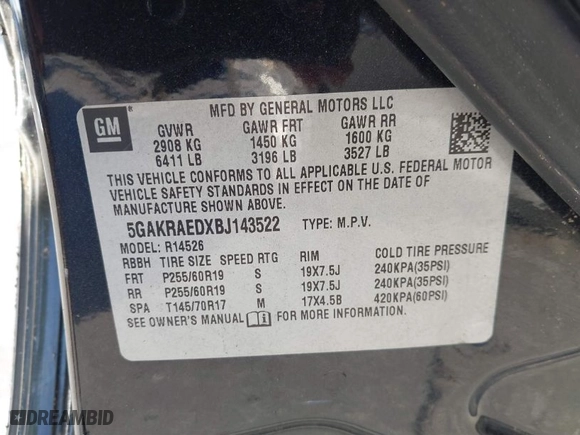 MFD BY GENERAL MOTORS LLC
GM
GVWR GAWR FRT GAWR RR
2908 KG 1450 KG 1600 KG
6411 LB 3196 LB 3527 LB
THIS VEHICLE CONFORMS TO ALL APPLICABLE U.S. FEDERAL MOTOR
VEHICLE SAFETY STANDARDS IN EFFECT ON THE DATE OF
MANUFACTURE SHOWN ABOVE.
5GAKRAEDXBJ143522 TYPE: M.P.V.
MODEL: R14526
RBBH TIRE SIZE SPEED RTG RIM COLD TIRE PRESSURE
FRT P255/60R19 S 19X7.5J 240KPA(35PSI)
RR P255/60R19 S 19X7.5J 240KPA(35PSI)
SPA T145/70R17 M 17X4.5B 420KPA(60PSI)
SEE OWNER'S MANUAL FOR MORE INFORMATION.
DREAMBID